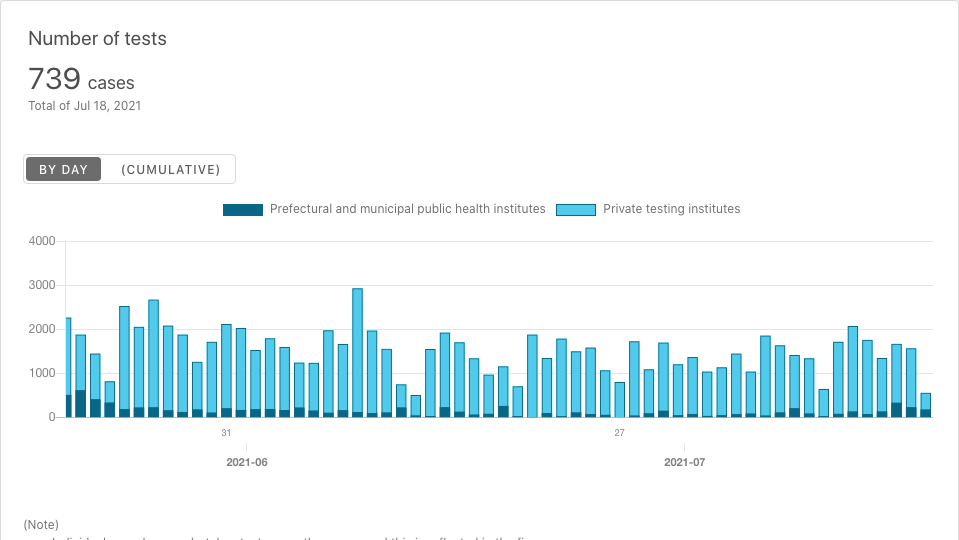 Number of tests
739 cases
Total of Jul 18, 2021
BY DAY (CUMULATIVE)
Prefectural and municipal public health institutes Private testing institutes
4000
3000
2000
1000
0
31 27
2021-06 2021-07
(Note)